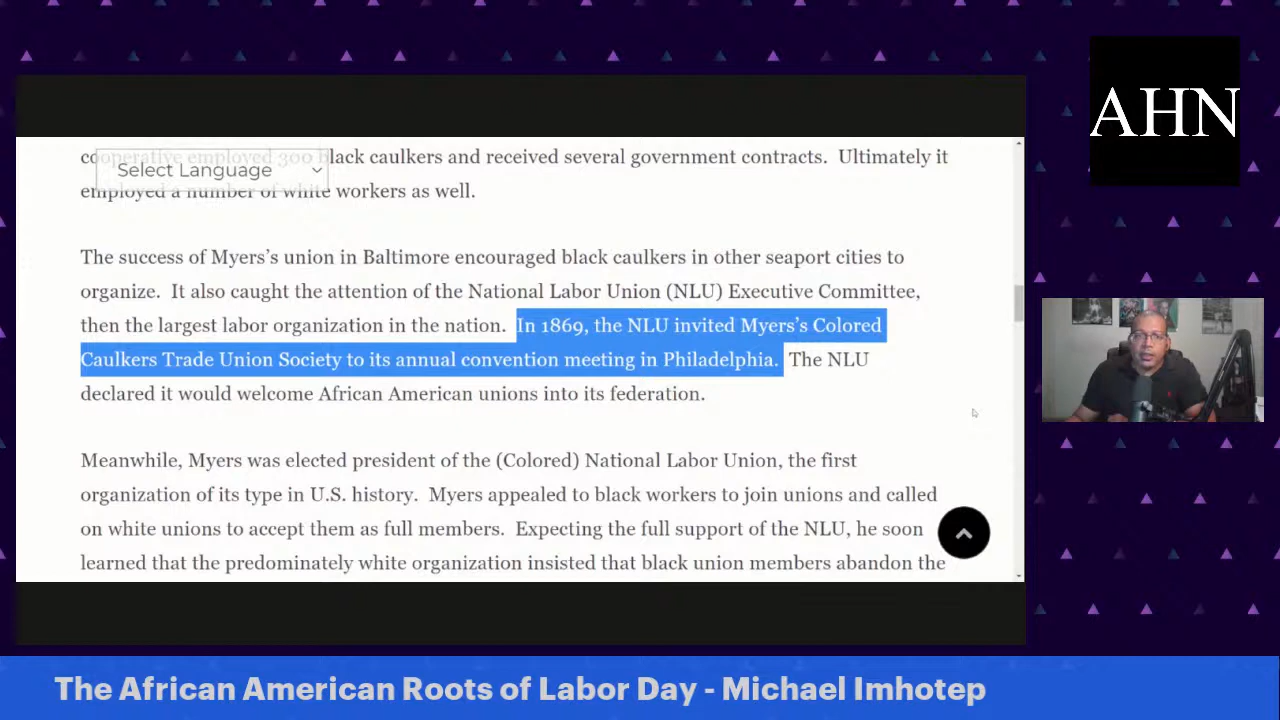 AHN
cooperative employed 300 black caulkers and received several government contracts. Ultimately it
Select Language
employed a number of white workers as well.
The success of Myers’s union in Baltimore encouraged black caulkers in other seaport cities to
organize. It also caught the attention of the National Labor Union (NLU) Executive Committee,
then the largest labor organization in the nation. In 1869, the NLU invited Myers’s Colored
Caulkers Trade Union Society to its annual convention meeting in Philadelphia. The NLU
declared it would welcome African American unions into its federation.
Meanwhile, Myers was elected president of the (Colored) National Labor Union, the first
organization of its type in U.S. history. Myers appealed to black workers to join unions and called
on white unions to accept them as full members. Expecting the full support of the NLU, he soon
learned that the predominately white organization insisted that black union members abandon the
The African American Roots of Labor Day - Michael Imhotep